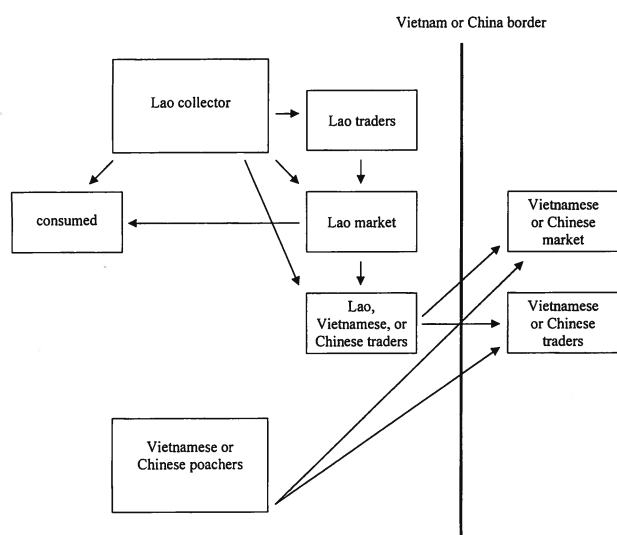 Vietnam or China border
Lao collector
Lao traders
consumed
Lao market
Vietnamese
or Chinese
market
Lao,
Vietnamese, or
Chinese traders
Vietnamese
or Chinese
traders
Vietnamese or
Chinese poachers